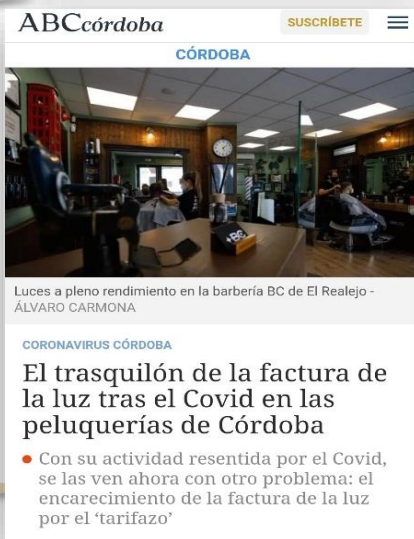 ABCcórdoba
SUSCRÍBETE
CÓRDOBA
+BC
Luces a pleno rendimiento en la barbería BC de El Realejo -
ÁLVARO CARMONA
CORONAVIRUS CÓRDOBA
El trasquilón de la factura de
la luz tras el Covid en las
peluquerías de Córdoba
Con su actividad resentida por el Covid,
se las ven ahora con otro problema: el
encarecimiento de la factura de la luz
por el ‘tarifazo’